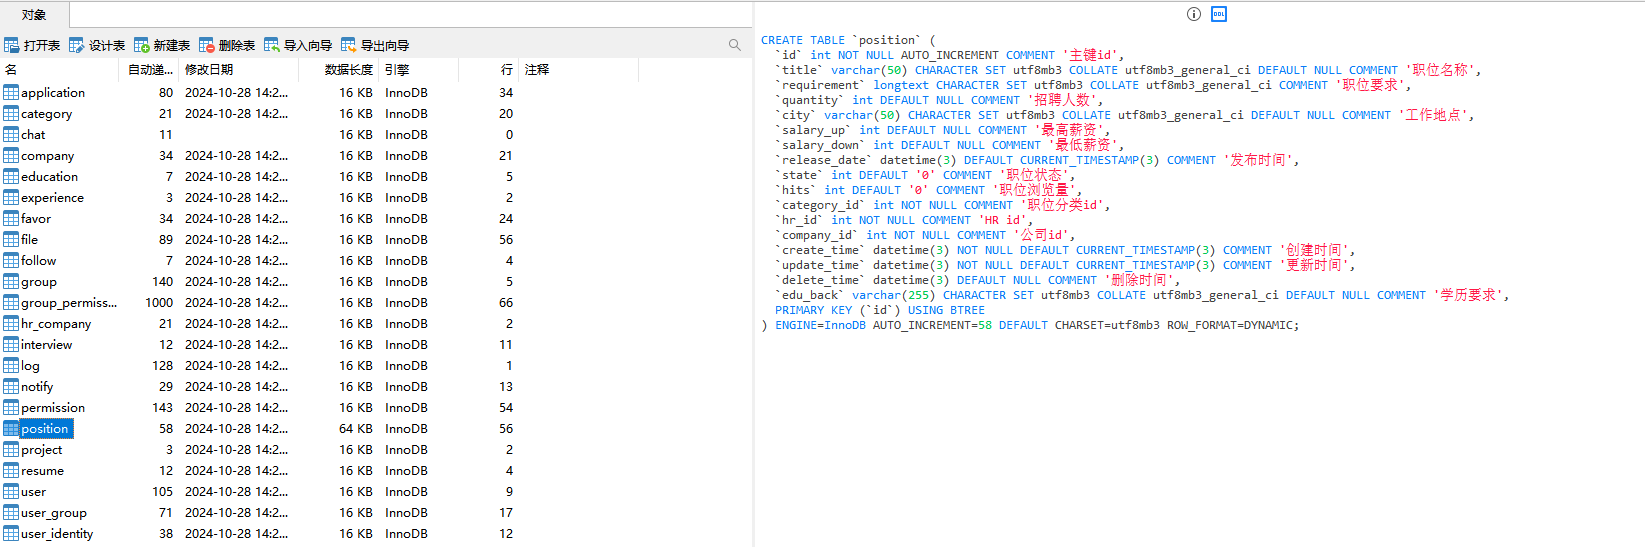 对象
打开表 设计表 新建表 删除表 导入向导 导出向导
名 自动递... 修改日期 数据长度 引擎 行 注释
application 80 2024-10-28 14:2... 16 KB InnoDB 34
category 21 2024-10-28 14:2... 16 KB InnoDB 20
chat 11 16 KB InnoDB 0
company 34 2024-10-28 14:2... 16 KB InnoDB 21
education 7 2024-10-28 14:2... 16 KB InnoDB 5
experience 3 2024-10-28 14:2... 16 KB InnoDB 2
favor 34 2024-10-28 14:2... 16 KB InnoDB 24
file 89 2024-10-28 14:2... 16 KB InnoDB 56
follow 7 2024-10-28 14:2... 16 KB InnoDB 4
group 140 2024-10-28 14:2... 16 KB InnoDB 5
group_permiss... 1000 2024-10-28 14:2... 16 KB InnoDB 66
hr_company 21 2024-10-28 14:2... 16 KB InnoDB 2
interview 12 2024-10-28 14:2... 16 KB InnoDB 11
log 128 2024-10-28 14:2... 16 KB InnoDB 1
notify 29 2024-10-28 14:2... 16 KB InnoDB 13
permission 143 2024-10-28 14:2... 16 KB InnoDB 54
position 58 2024-10-28 14:2... 64 KB InnoDB 56
project 3 2024-10-28 14:2... 16 KB InnoDB 2
resume 12 2024-10-28 14:2... 16 KB InnoDB 4
user 105 2024-10-28 14:2... 16 KB InnoDB 9
user_group 71 2024-10-28 14:2... 16 KB InnoDB 17
user_identity 38 2024-10-28 14:2... 16 KB InnoDB 12
DDL
CREATE TABLE `position` (
  `id` int NOT NULL AUTO_INCREMENT COMMENT '主键id',
  `title` varchar(50) CHARACTER SET utf8mb3 COLLATE utf8mb3_general_ci DEFAULT NULL COMMENT '职位名称',
  `requirement` longtext CHARACTER SET utf8mb3 COLLATE utf8mb3_general_ci COMMENT '职位要求',
  `quantity` int DEFAULT NULL COMMENT '招聘人数',
  `city` varchar(50) CHARACTER SET utf8mb3 COLLATE utf8mb3_general_ci DEFAULT NULL COMMENT '工作地点',
  `salary_up` int DEFAULT NULL COMMENT '最高薪资',
  `salary_down` int DEFAULT NULL COMMENT '最低薪资',
  `release_date` datetime(3) DEFAULT CURRENT_TIMESTAMP(3) COMMENT '发布时间',
  `state` int DEFAULT '0' COMMENT '职位状态',
  `hits` int DEFAULT '0' COMMENT '职位浏览量',
  `category_id` int NOT NULL COMMENT '职位分类id',
  `hr_id` int NOT NULL COMMENT 'HR id',
  `company_id` int NOT NULL COMMENT '公司id',
  `create_time` datetime(3) NOT NULL DEFAULT CURRENT_TIMESTAMP(3) COMMENT '创建时间',
  `update_time` datetime(3) NOT NULL DEFAULT CURRENT_TIMESTAMP(3) COMMENT '更新时间',
  `delete_time` datetime(3) DEFAULT NULL COMMENT '删除时间',
  `edu_back` varchar(255) CHARACTER SET utf8mb3 COLLATE utf8mb3_general_ci DEFAULT NULL COMMENT '学历要求',
  PRIMARY KEY (`id`) USING BTREE
) ENGINE=InnoDB AUTO_INCREMENT=58 DEFAULT CHARSET=utf8mb3 ROW_FORMAT=DYNAMIC;